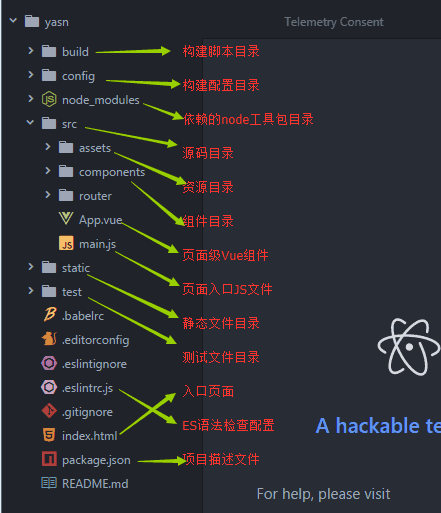 yasn
Telemetry Consent
build
构建脚本目录
config
构建配置目录
node_modules
依赖的node工具包目录
src
源码目录
assets
资源目录
components
router
组件目录
App.vue
页面级Vue组件
main.js
页面入口JS文件
static
静态文件目录
test
.babelrc
测试文件目录
.editorconfig
.eslintignore
入口页面
.eslintrc.js
.gitignore
ES语法检查配置
A hackable te
index.html
package.json
项目描述文件
README.md
For help, please visit